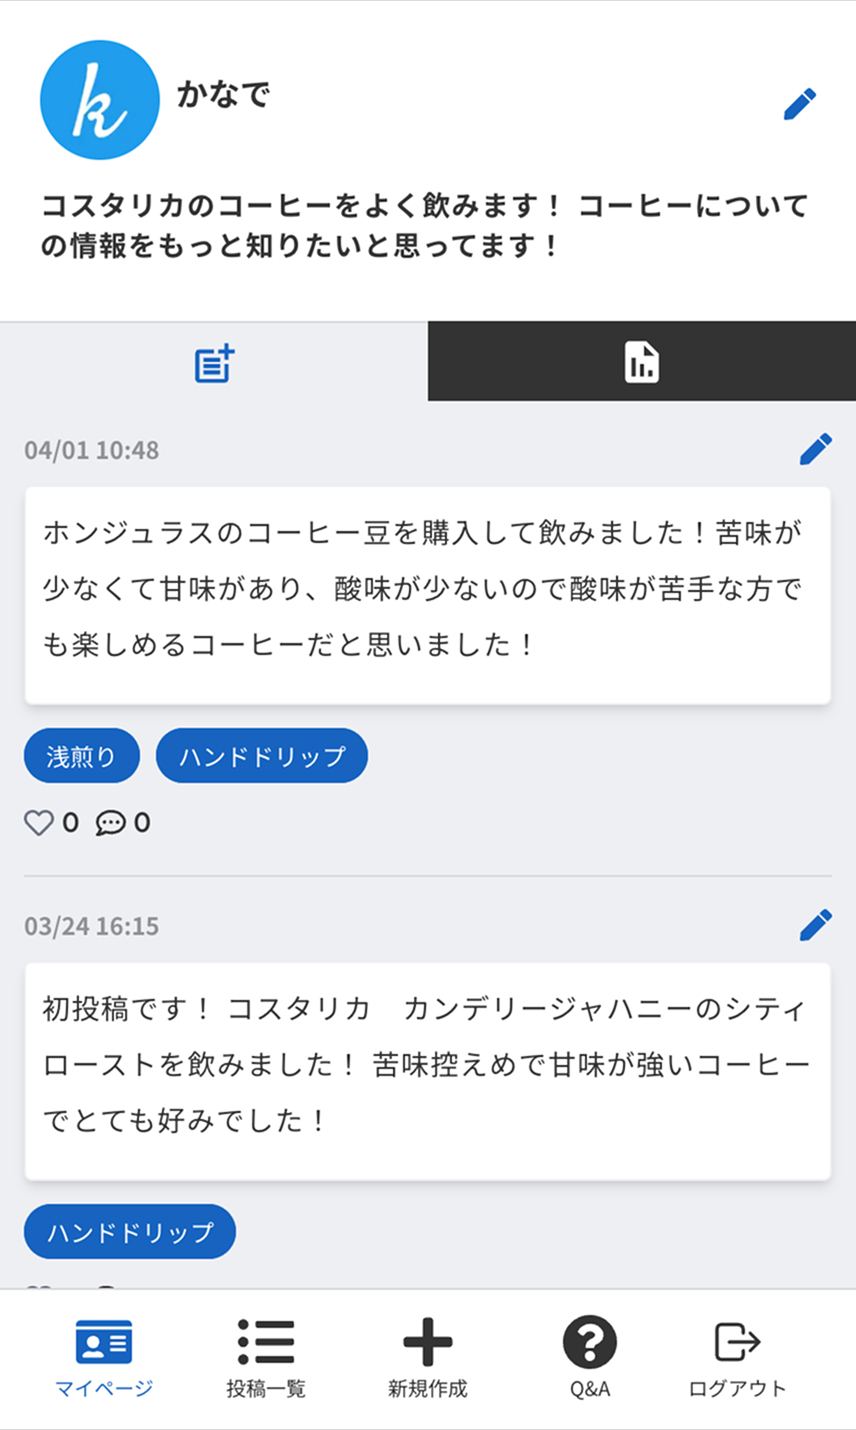 k
かなで
コスタリカのコーヒーをよく飲みます！ コーヒーについて
の情報をもっと知りたいと思ってます！
04/01 10:48
ホンジュラスのコーヒー豆を購入して飲みました！苦味が
少なくて甘味があり、酸味が少ないので酸味が苦手な方で
も楽しめるコーヒーだと思いました！
浅煎り ハンドドリップ
0 0
03/24 16:15
初投稿です！ コスタリカ　カンデリージャハニーのシティ
ローストを飲みました！ 苦味控えめで甘味が強いコーヒー
でとても好みでした！
ハンドドリップ
マイページ 投稿一覧 新規作成 Q&A ログアウト